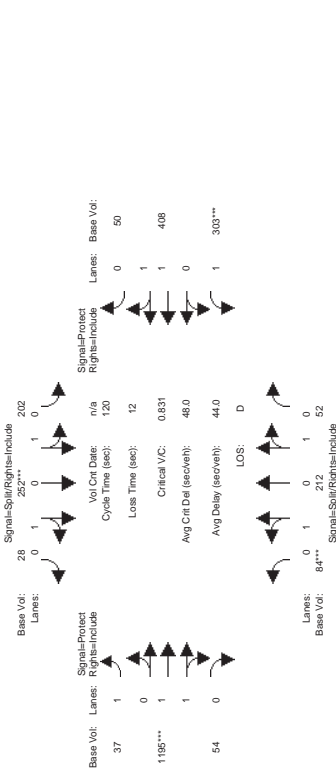 Signal=Split/Rights=Include
Base Vol: 28 252*** 202
Lanes: 0 1 0 1 0
Signal=Protect
Rights=Include
Signal=Protect
Rights=Include
Base Vol: Lanes:
Lanes: Base Vol:
Vol Cnt Date: n/a
Cycle Time (sec): 120
Loss Time (sec): 12
Critical V/C: 0.831
Avg Crit Del (sec/veh): 48.0
Avg Delay (sec/veh): 44.0
LOS: D
37 1
0
1195*** 1
1
54 0
0 50
1
1 408
0
1 303***
Lanes: 0 1 0 1 0
Base Vol: 84*** 212 52
Signal=Split/Rights=Include